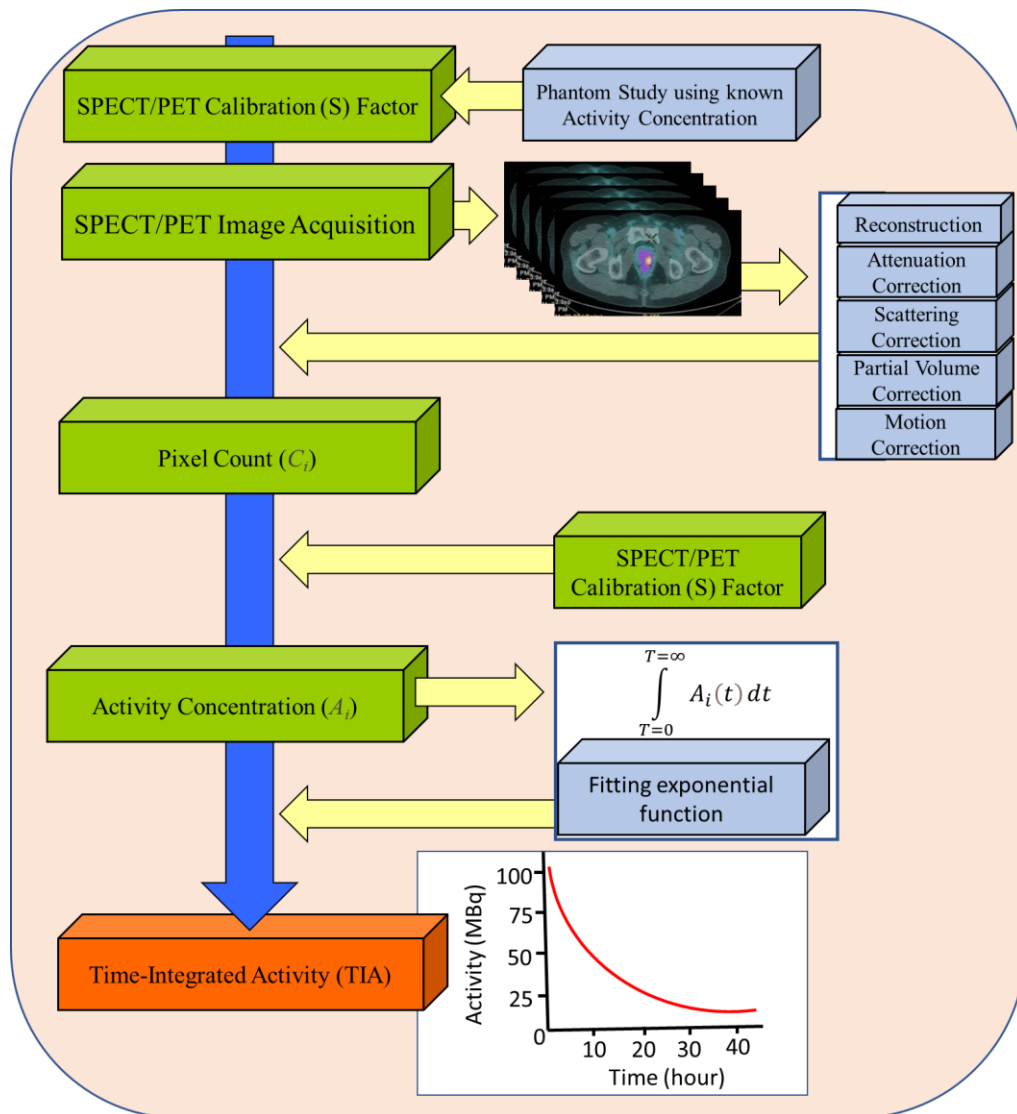 SPECT/PET Calibration (S) Factor
Phantom Study using known
Activity Concentration
SPECT/PET Image Acquisition
Reconstruction
Attenuation
Correction
Scattering
Correction
Partial Volume
Correction
Motion
Correction
Pixel Count (Cᵢ)
SPECT/PET
Calibration (S) Factor
Activity Concentration (Aᵢ)
T=∞
∫ Aᵢ(t) dt
T=0
Fitting exponential
function
Time-Integrated Activity (TIA)
Activity (MBq)
100
75
50
25
0
10 20 30 40
Time (hour)